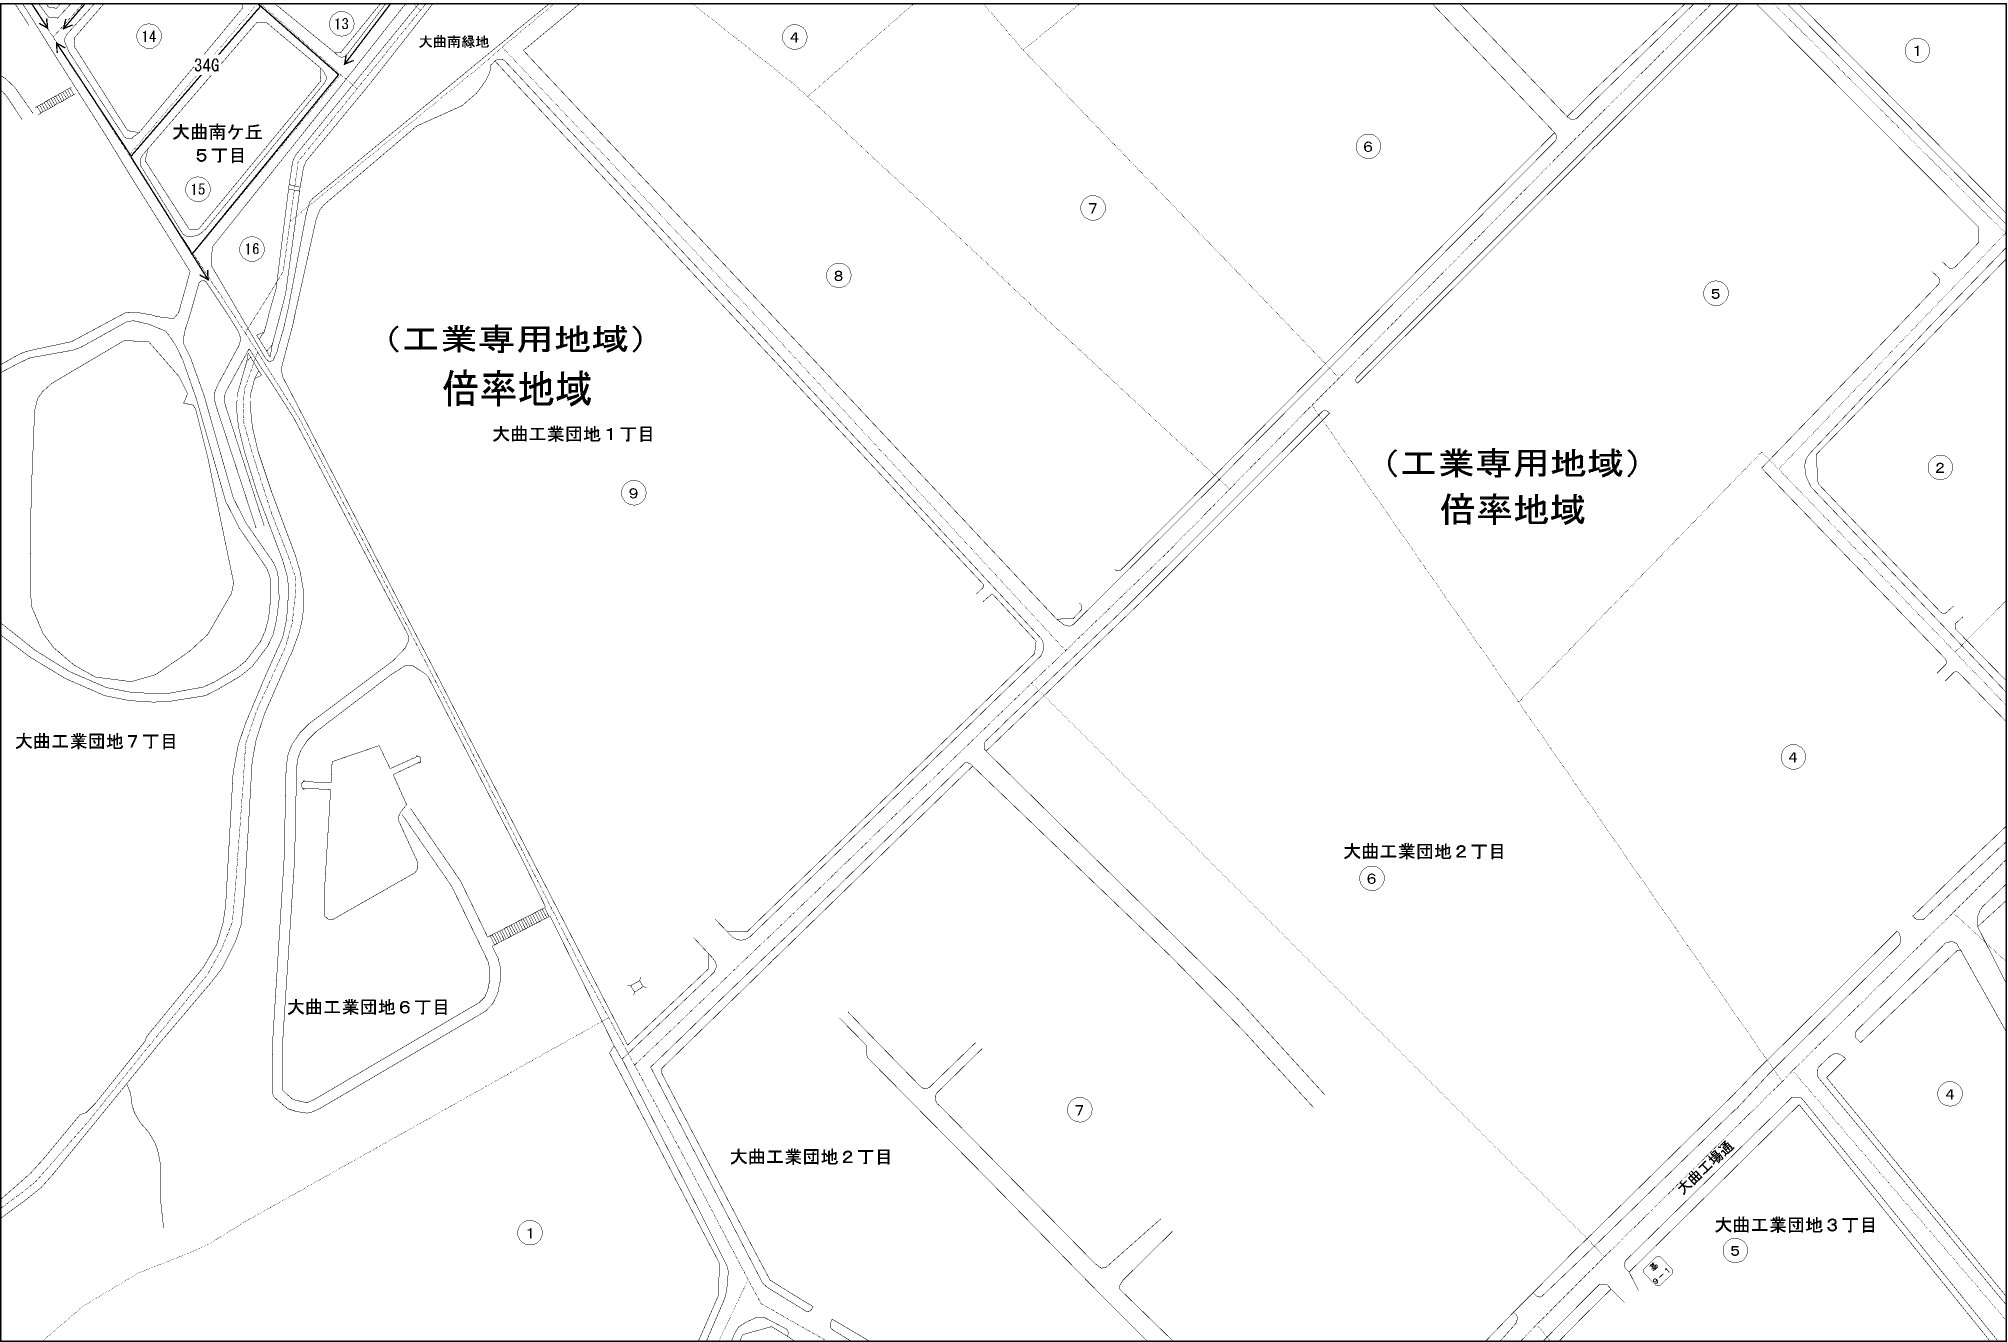 14
13
大曲南緑地
4
1
34G
大曲南ケ丘
５丁目
15
6
7
16
8
5
（工業専用地域）
倍率地域
大曲工業団地１丁目
9
（工業専用地域）
倍率地域
2
大曲工業団地７丁目
4
大曲工業団地２丁目
6
大曲工業団地６丁目
7
4
大曲工業団地２丁目
大曲工場通
1
大曲工業団地３丁目
5
基
9－1